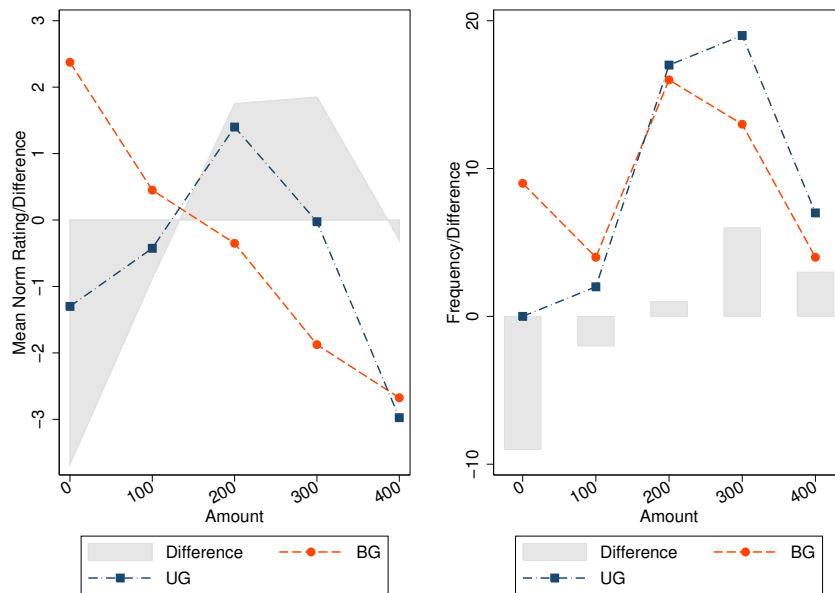 3
2
1
0
−1
−2
−3
Mean Norm Rating/Difference
0 100 200 300 400
Amount
Difference BG
UG
20
10
0
−10
Frequency/Difference
0 100 200 300 400
Amount
Difference BG
UG